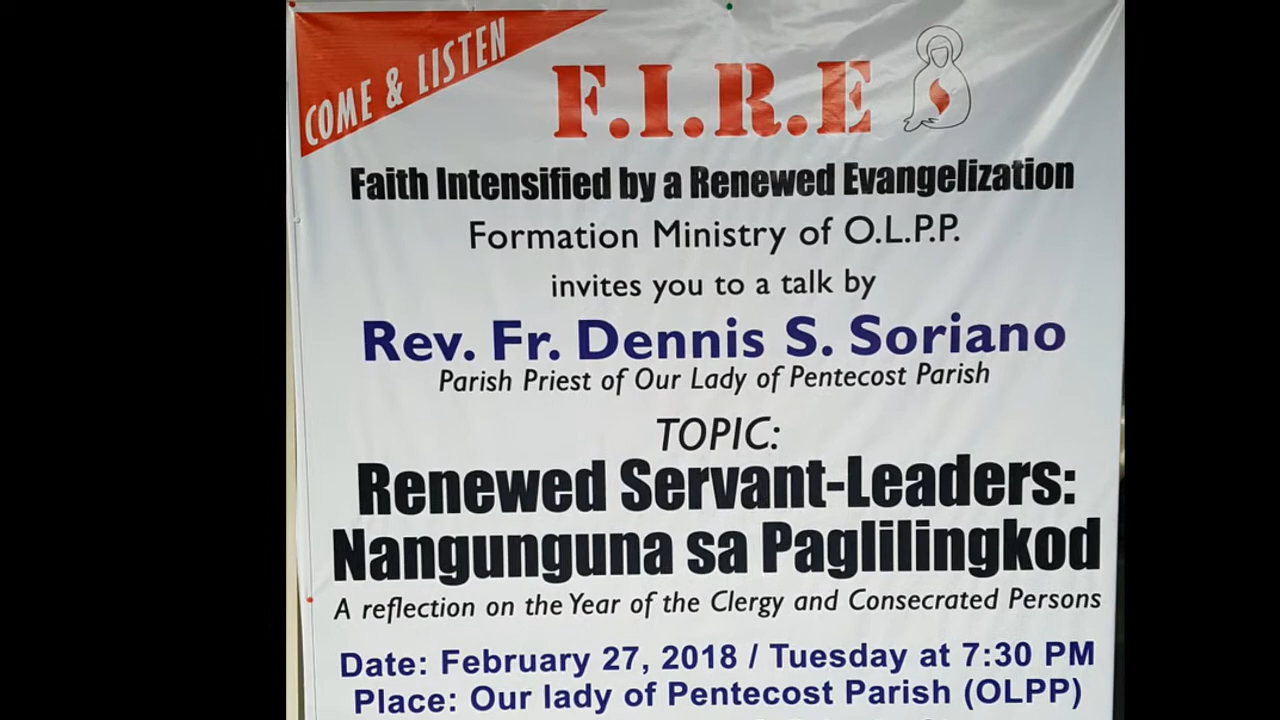 COME & LISTEN
F.I.R.E
Faith Intensified by a Renewed Evangelization
Formation Ministry of O.L.P.P.
invites you to a talk by
Rev. Fr. Dennis S. Soriano
Parish Priest of Our Lady of Pentecost Parish
TOPIC:
Renewed Servant-Leaders:
Nangunguna sa Paglilingkod
A reflection on the Year of the Clergy and Consecrated Persons
Date: February 27, 2018 / Tuesday at 7:30 PM
Place: Our lady of Pentecost Parish (OLPP)